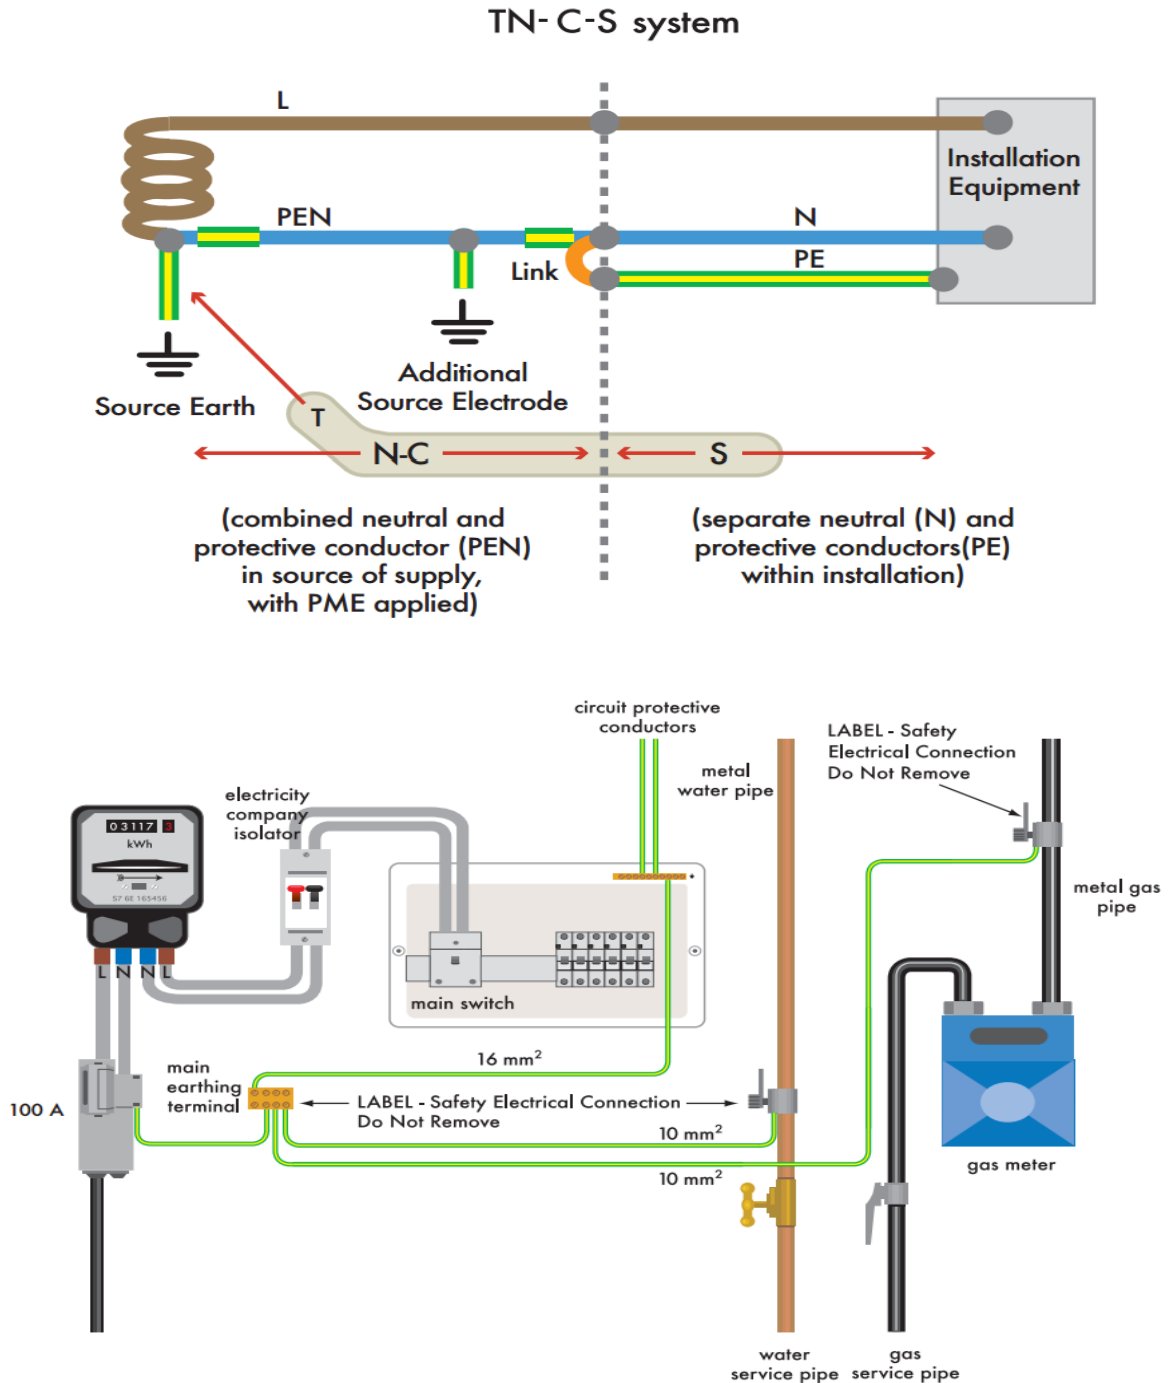 TN- C-S system
L
Installation
Equipment
PEN
N
Link
PE
Source Earth
Additional
Source Electrode
T
N-C
S
(combined neutral and
protective conductor (PEN)
in source of supply,
with PME applied)
(separate neutral (N) and
protective conductors(PE)
within installation)
circuit protective
conductors
LABEL - Safety
Electrical Connection
Do Not Remove
metal
water pipe
electricity
company
isolator
03117 3
kWh
S7 6E 165456
metal gas
pipe
L N N L
main switch
16 mm²
main
earthing
terminal
100 A
LABEL - Safety Electrical Connection
Do Not Remove
10 mm²
10 mm²
gas meter
water
service pipe
gas
service pipe